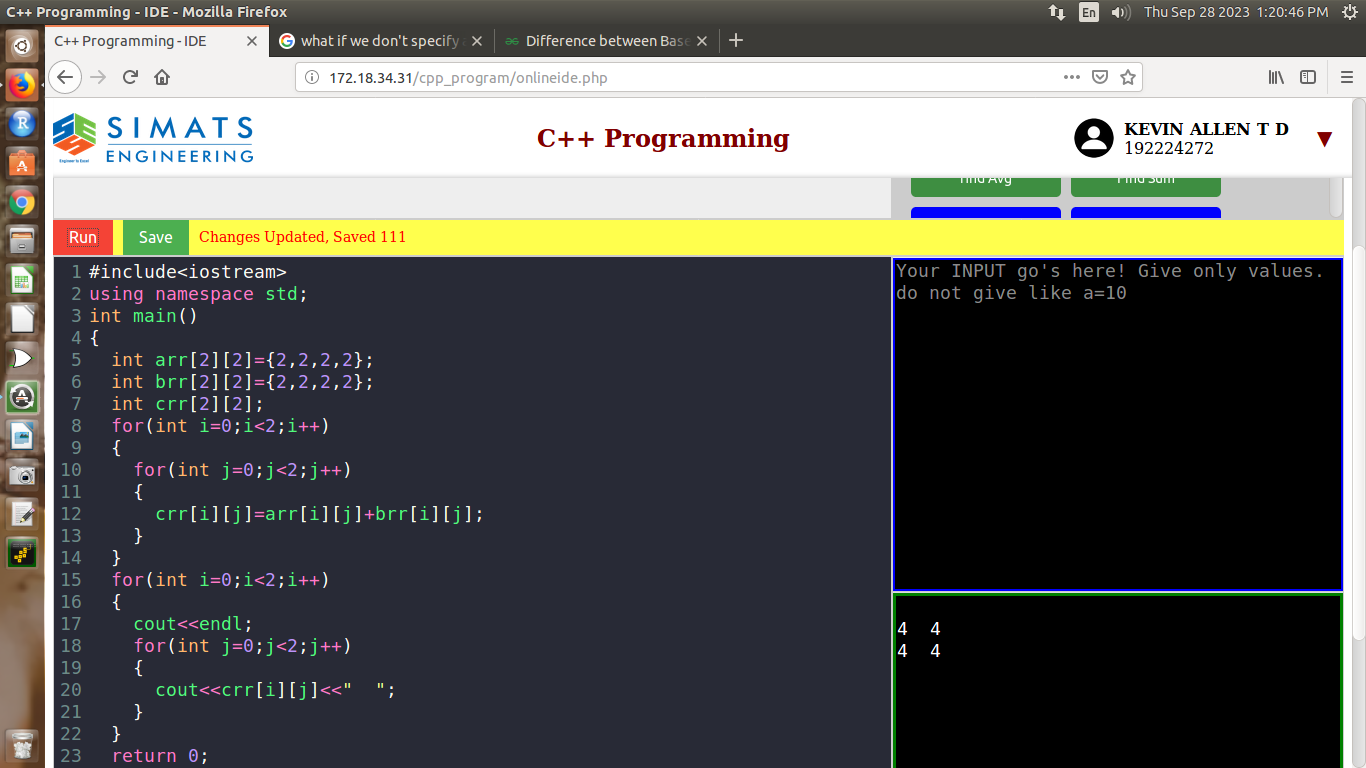 C++ Programming - IDE - Mozilla Firefox
En
Thu Sep 28 2023 1:20:46 PM
C++ Programming - IDE
what if we don't specify
Difference between Base
172.18.34.31/cpp_program/onlineide.php
SIMATS
ENGINEERING
Engineer to Excel
C++ Programming
KEVIN ALLEN T D
192224272
Find Avg
Find Sum
Run
Save
Changes Updated, Saved 111
1 #include<iostream>
2 using namespace std;
3 int main()
4 {
5   int arr[2][2]={2,2,2,2};
6   int brr[2][2]={2,2,2,2};
7   int crr[2][2];
8   for(int i=0;i<2;i++)
9   {
10     for(int j=0;j<2;j++)
11     {
12       crr[i][j]=arr[i][j]+brr[i][j];
13     }
14   }
15   for(int i=0;i<2;i++)
16   {
17     cout<<endl;
18     for(int j=0;j<2;j++)
19     {
20       cout<<crr[i][j]<<"  ";
21     }
22   }
23   return 0;
Your INPUT go's here! Give only values.
do not give like a=10
4  4
4  4